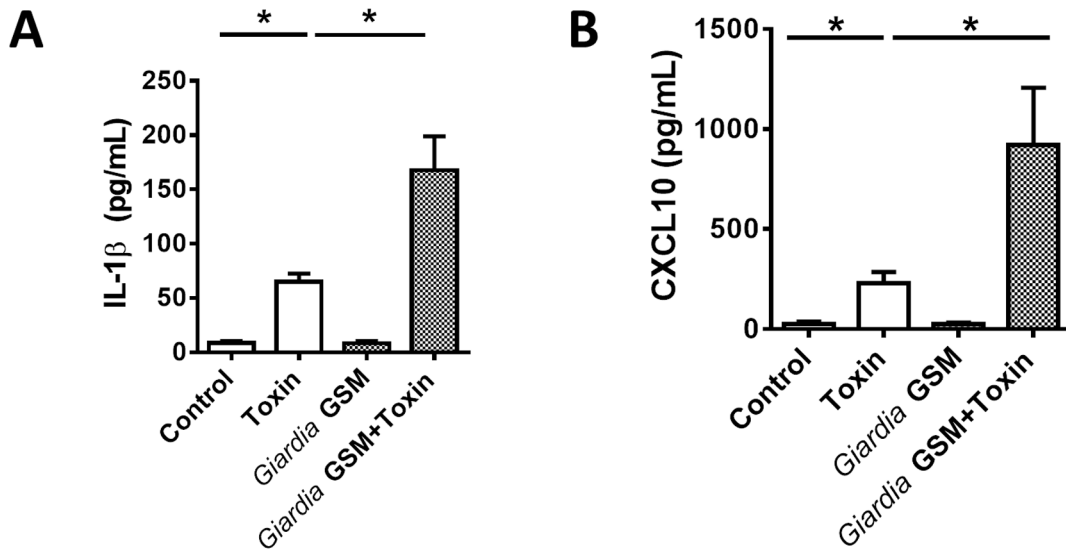 A
* *
IL-1β (pg/mL)
250
200
150
100
50
0
Control
Toxin
Giardia GSM
Giardia GSM+Toxin
B
* *
CXCL10 (pg/mL)
1500
1000
500
0
Control
Toxin
Giardia GSM
Giardia GSM+Toxin